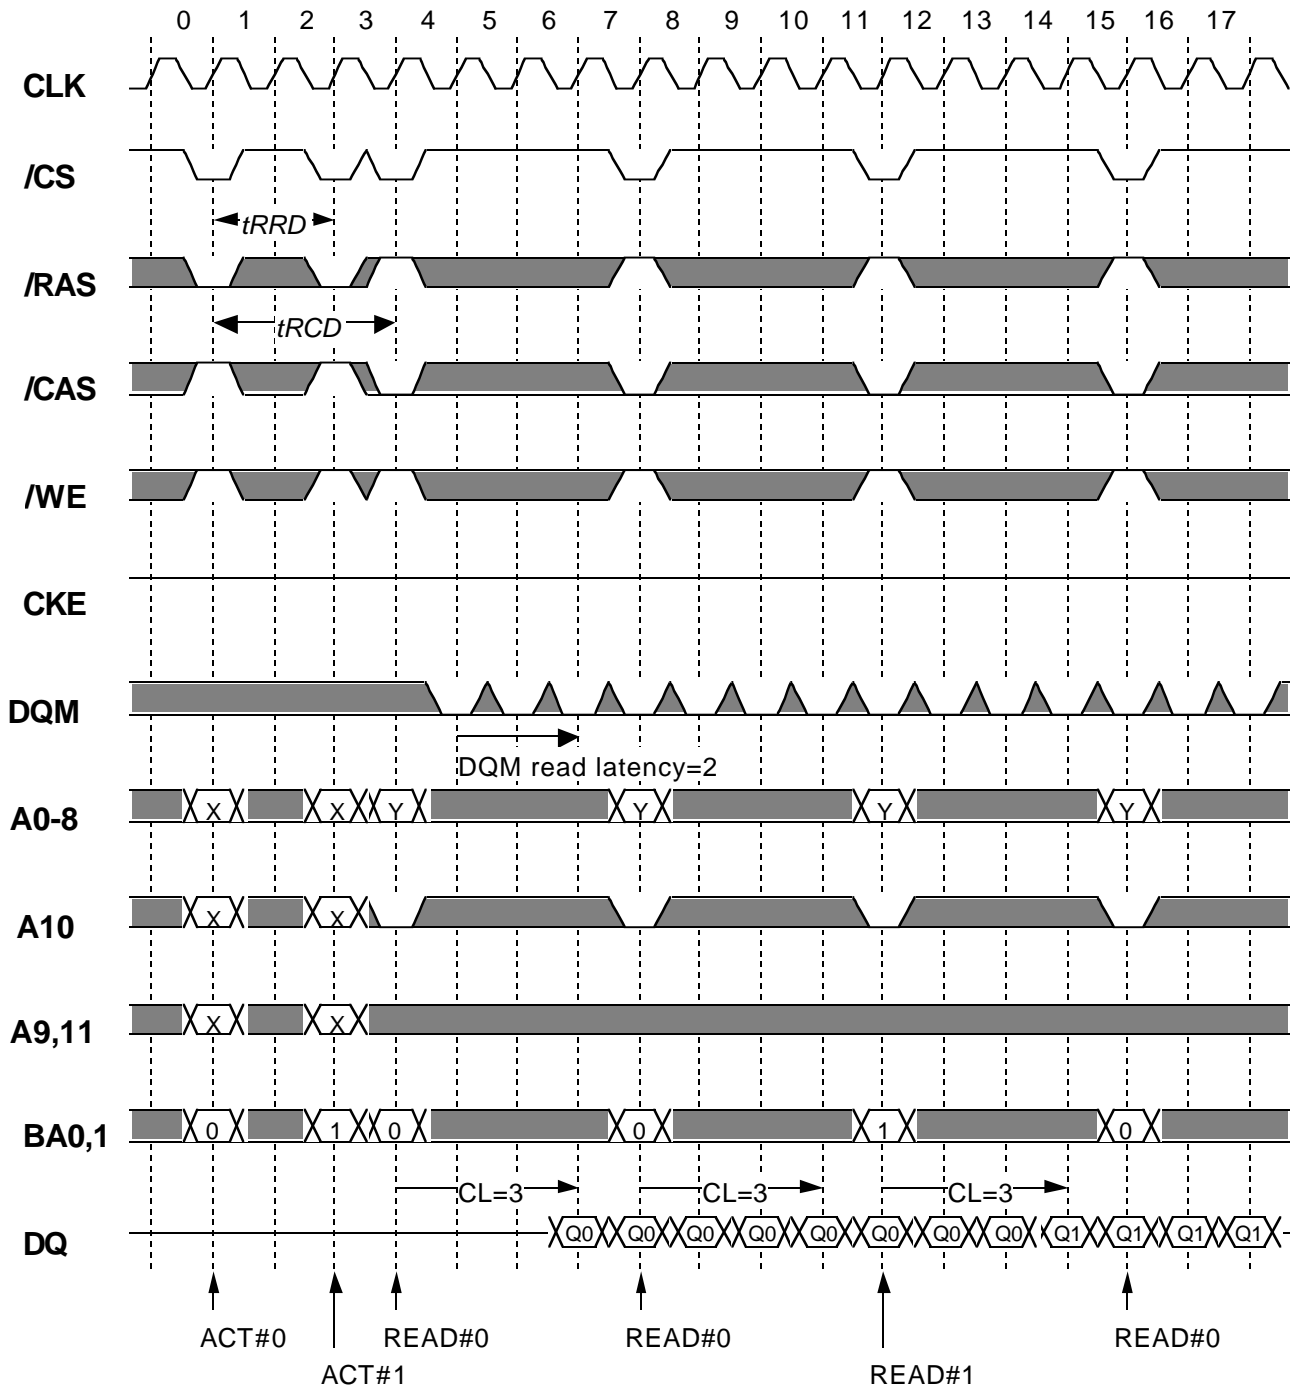 0 1 2 3 4 5 6 7 8 9 10 11 12 13 14 15 16 17
CLK
/CS
tRRD
/RAS
tRCD
/CAS
/WE
CKE
DQM
DQM read latency=2
A0-8 X X Y Y Y Y
A10 X X
A9,11 X X
BA0,1 0 1 0 0 1 0
CL=3 CL=3 CL=3
DQ Q0 Q0 Q0 Q0 Q0 Q0 Q0 Q0 Q1 Q1 Q1 Q1
ACT#0 READ#0 READ#0 READ#0
ACT#1 READ#1